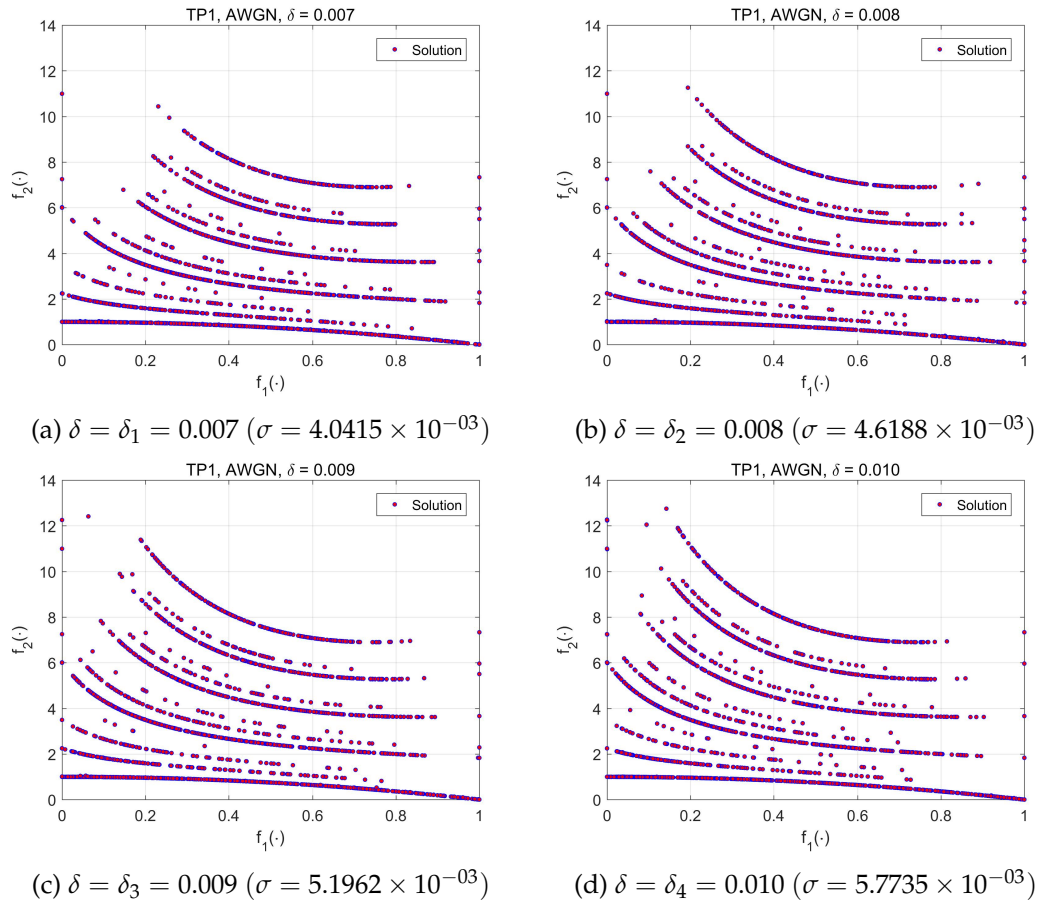 TP1, AWGN, δ = 0.007
14
12
10
8
6
4
2
0
f₂(·)
0 0.2 0.4 0.6 0.8 1
f₁(·)
Solution
(a) δ = δ₁ = 0.007 (σ = 4.0415 × 10⁻⁰³)
TP1, AWGN, δ = 0.008
14
12
10
8
6
4
2
0
f₂(·)
0 0.2 0.4 0.6 0.8 1
f₁(·)
Solution
(b) δ = δ₂ = 0.008 (σ = 4.6188 × 10⁻⁰³)
TP1, AWGN, δ = 0.009
14
12
10
8
6
4
2
0
f₂(·)
0 0.2 0.4 0.6 0.8 1
f₁(·)
Solution
(c) δ = δ₃ = 0.009 (σ = 5.1962 × 10⁻⁰³)
TP1, AWGN, δ = 0.010
14
12
10
8
6
4
2
0
f₂(·)
0 0.2 0.4 0.6 0.8 1
f₁(·)
Solution
(d) δ = δ₄ = 0.010 (σ = 5.7735 × 10⁻⁰³)